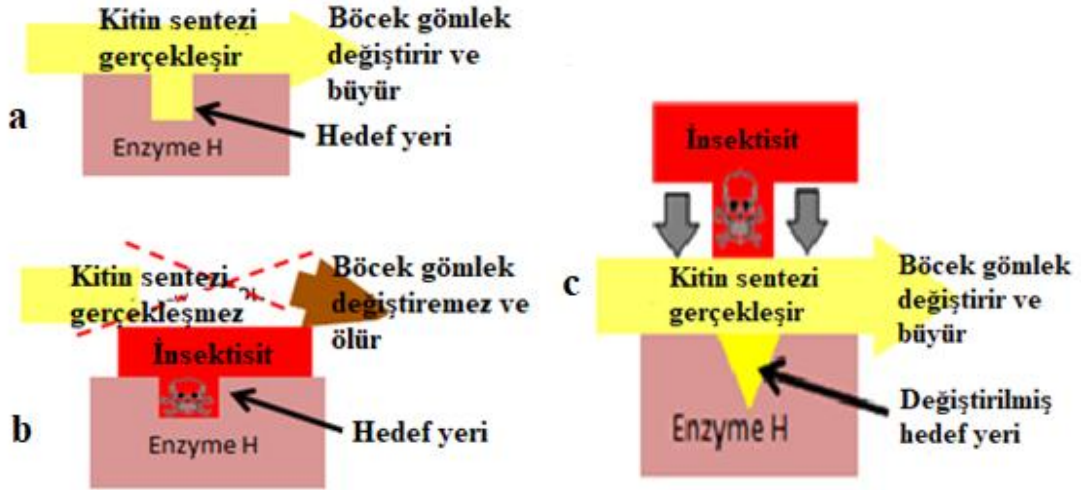 a
Kitin sentezi
gerçekleşir
Böcek gömlek
değiştirir ve
büyür
Hedef yeri
Enzyme H
b
Kitin sentezi
gerçekleşmez
Böcek gömlek
değiştiremez ve
ölür
İnsektisit
Hedef yeri
Enzyme H
c
İnsektisit
Kitin sentezi
gerçekleşir
Böcek gömlek
değiştirir ve
büyür
Değiştirilmiş
hedef yeri
Enzyme H